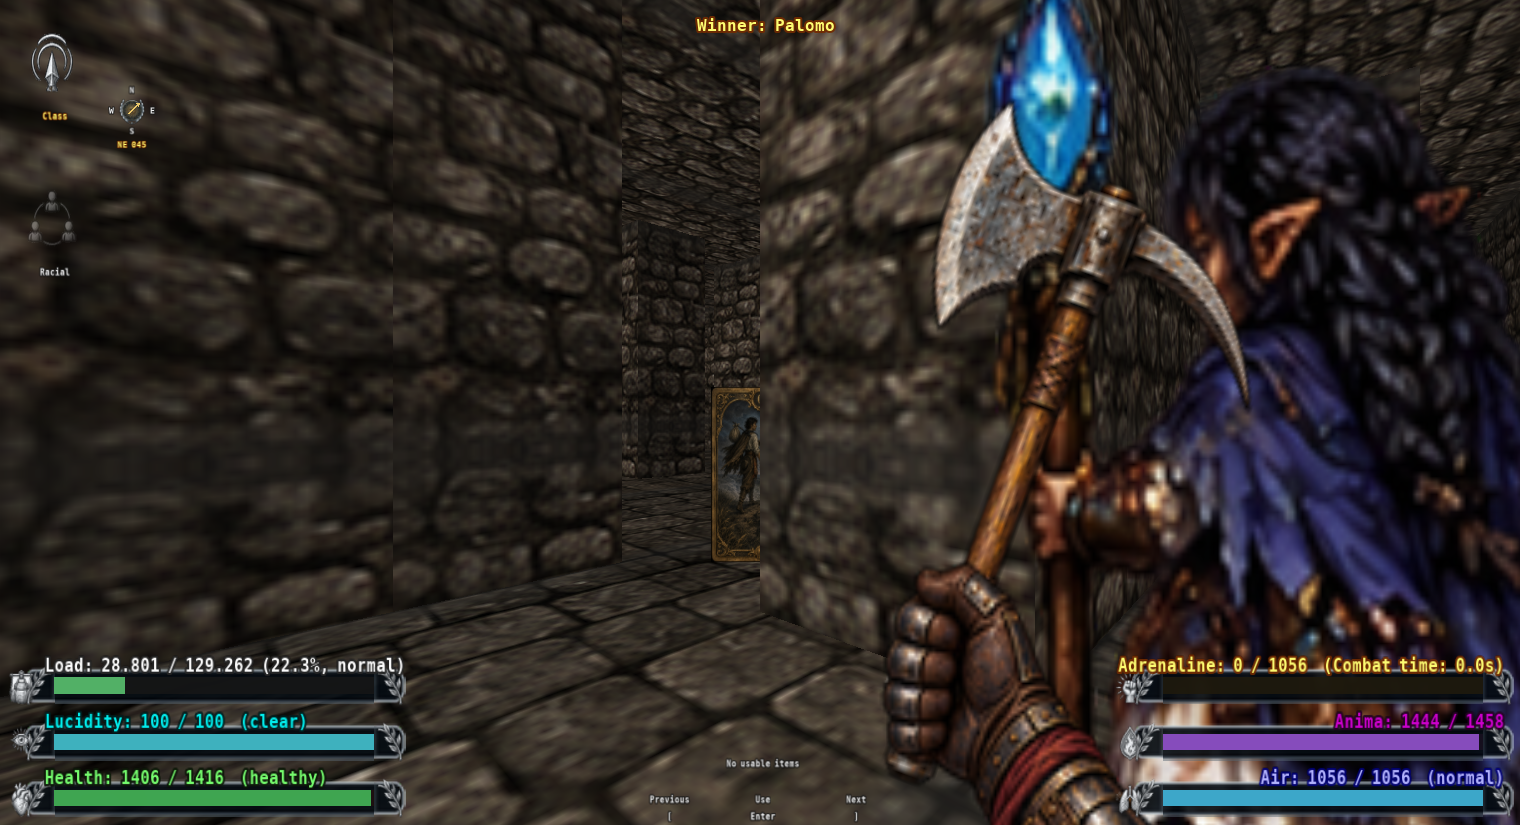 Winner: Palomo
Class
N
W E
S
NE 045
Racial
Load: 28.801 / 129.262 (22.3%, normal)
Lucidity: 100 / 100 (clear)
Health: 1406 / 1416 (healthy)
Adrenaline: 0 / 1056 (Combat time: 0.0s)
Anima: 1444 / 1458
Air: 1056 / 1056 (normal)
No usable items
Previous Use Next
[ Enter ]